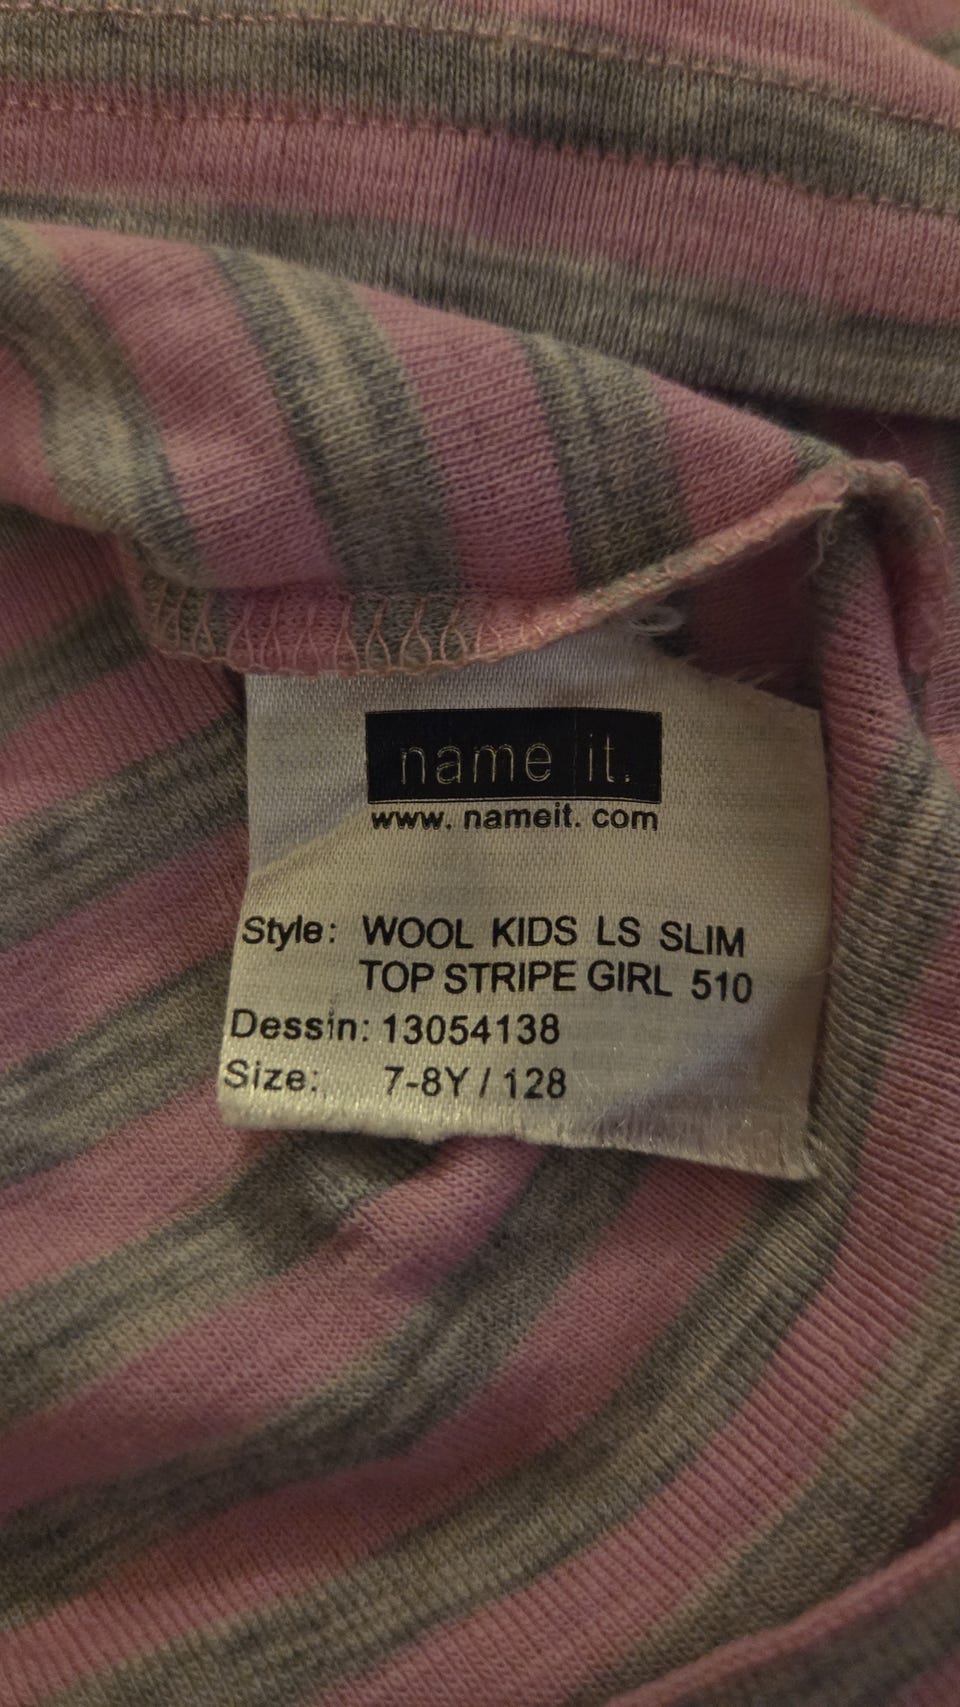 name it.
www. nameit. com
Style: WOOL KIDS LS SLIM
TOP STRIPE GIRL 510
Dessin: 13054138
Size: 7-8Y / 128